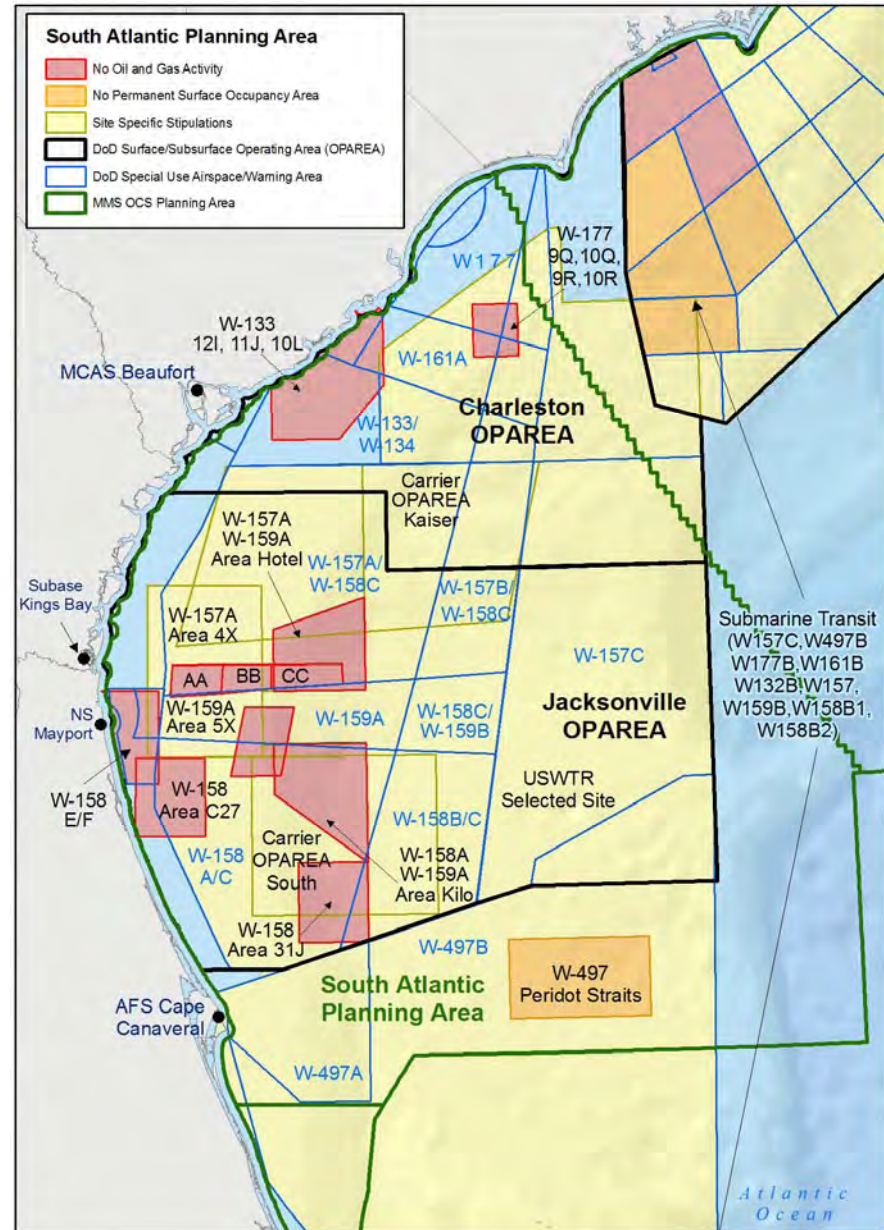 South Atlantic Planning Area
No Oil and Gas Activity
No Permanent Surface Occupancy Area
Site Specific Stipulations
DoD Surface/Subsurface Operating Area (OPAREA)
DoD Special Use Airspace/Warning Area
MMS OCS Planning Area
W-177
9Q,10Q,
9R,10R
W177
W-133
12I, 11J, 10L
MCAS Beaufort
W-161A
Charleston
OPAREA
W-133/
W-134
Carrier
OPAREA
Kaiser
W-157A
W-159A
Area Hotel
W-157A/
W-158C
W-157B/
W-158C
Subase
Kings Bay
W-157A
Area 4X
Submarine Transit
(W157C,W497B
W177B,W161B
W132B,W157,
W159B,W158B1,
W158B2)
W-157C
AA
BB
CC
NS
Mayport
W-159A
Area 5X
W-159A
W-158C/
W-159B
Jacksonville
OPAREA
USWTR
Selected Site
W-158
E/F
W-158
Area C27
W-158B/C
Carrier
OPAREA
South
W-158
A/C
W-158A
W-159A
Area Kilo
W-158
Area 31J
W-497B
W-497
Peridot Straits
South Atlantic
Planning Area
AFS Cape
Canaveral
W-497A
Atlantic
Ocean